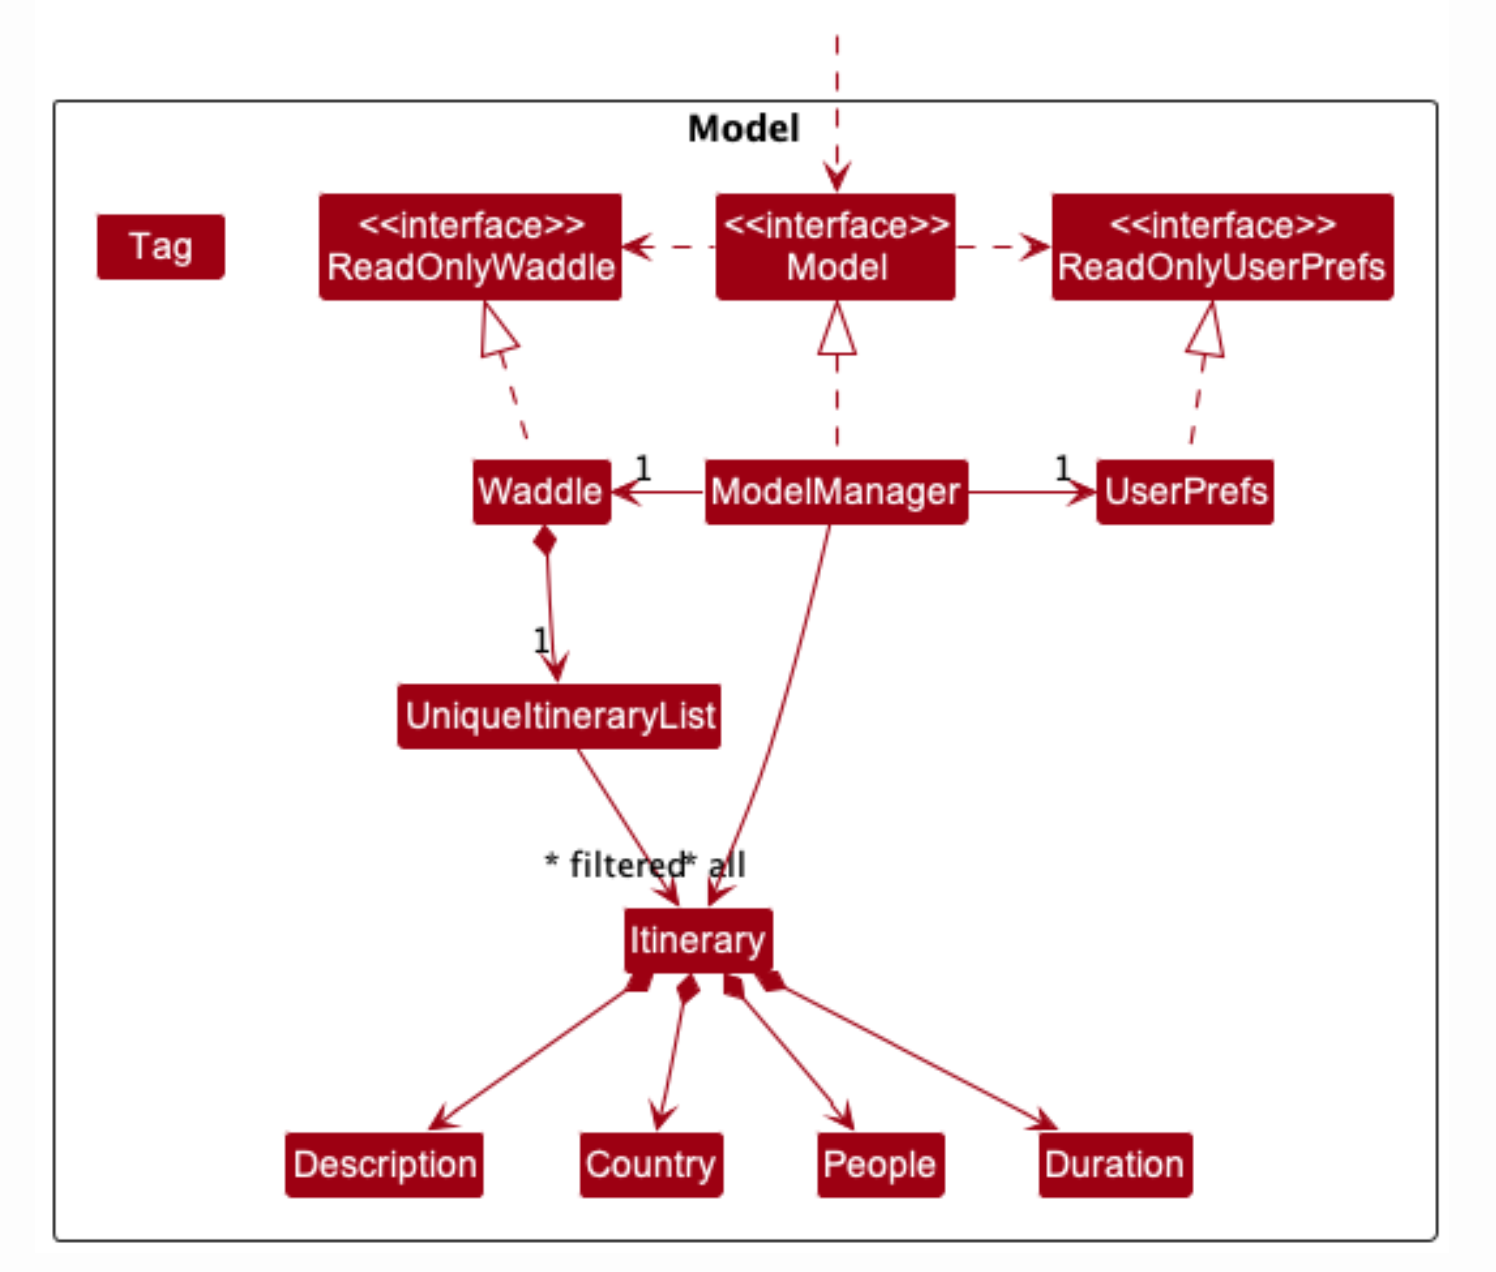 Model
Tag
<<interface>>
ReadOnlyWaddle
<<interface>>
Model
<<interface>>
ReadOnlyUserPrefs
Waddle
1
ModelManager
1
UserPrefs
1
UniqueItineraryList
* filtered
* all
Itinerary
Description
Country
People
Duration